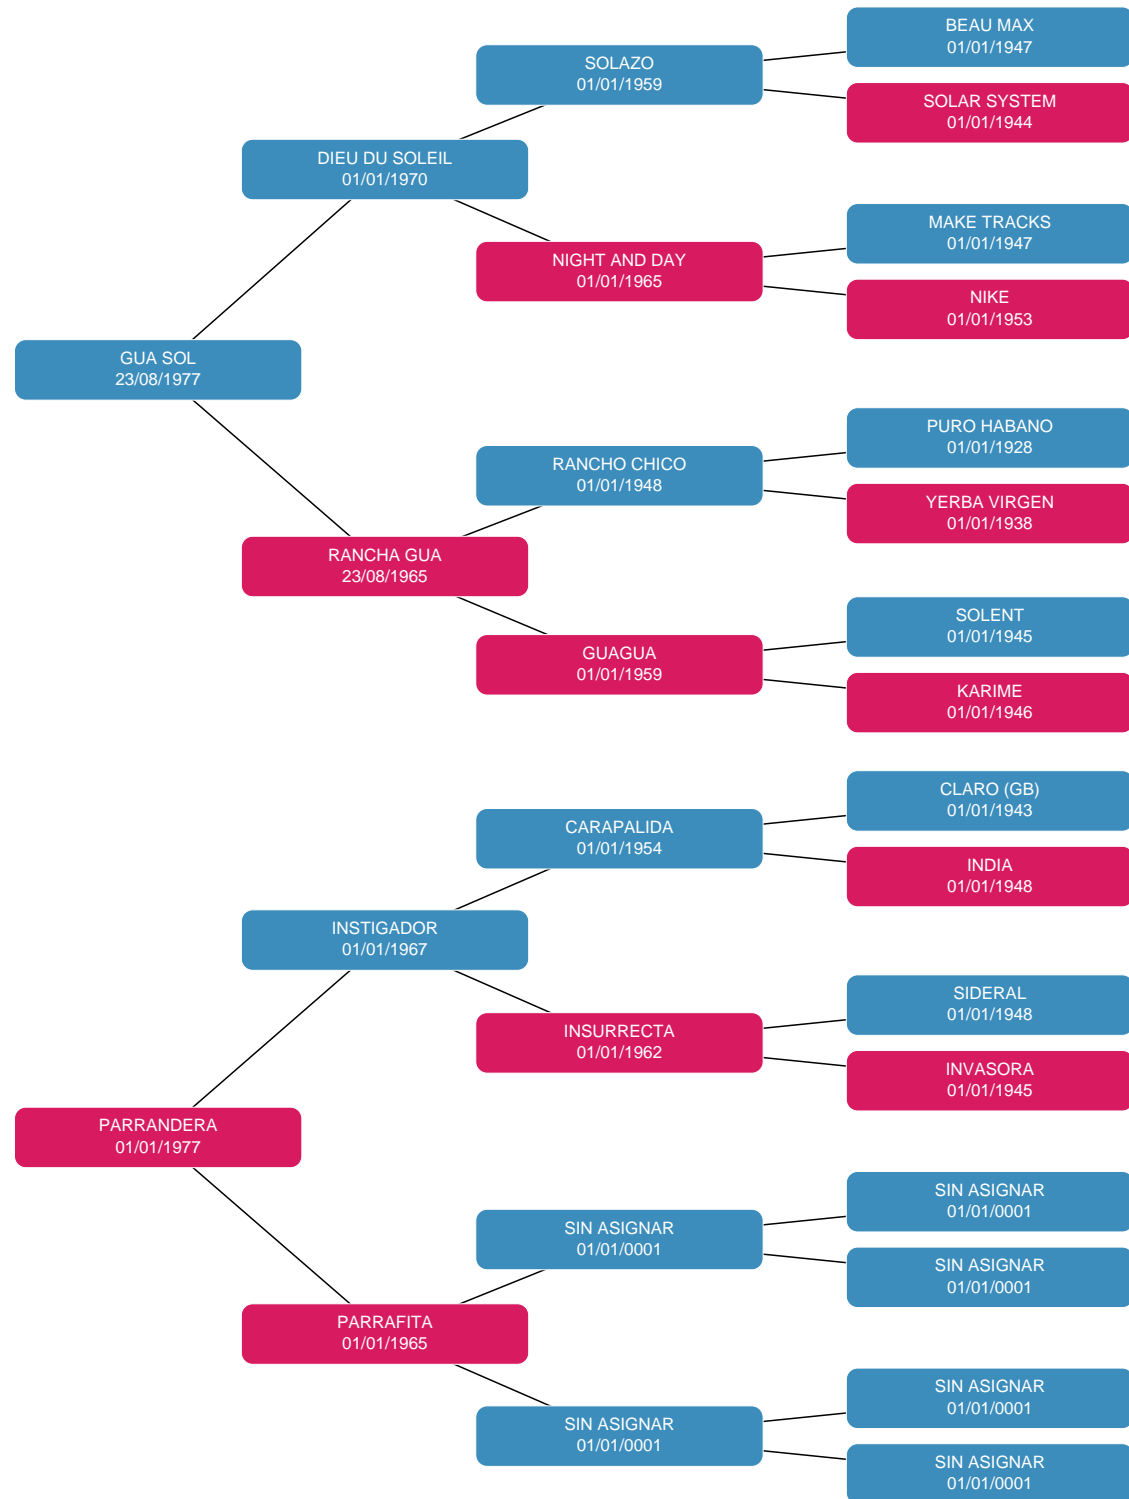 BEAU MAX
01/01/1947
SOLAZO
01/01/1959
SOLAR SYSTEM
01/01/1944
DIEU DU SOLEIL
01/01/1970
MAKE TRACKS
01/01/1947
NIGHT AND DAY
01/01/1965
NIKE
01/01/1953
GUA SOL
23/08/1977
PURO HABANO
01/01/1928
RANCHO CHICO
01/01/1948
YERBA VIRGEN
01/01/1938
RANCHA GUA
23/08/1965
SOLENT
01/01/1945
GUAGUA
01/01/1959
KARIME
01/01/1946
CLARO (GB)
01/01/1943
CARAPALIDA
01/01/1954
INDIA
01/01/1948
INSTIGADOR
01/01/1967
SIDERAL
01/01/1948
INSURRECTA
01/01/1962
INVASORA
01/01/1945
PARRANDERA
01/01/1977
SIN ASIGNAR
01/01/0001
SIN ASIGNAR
01/01/0001
SIN ASIGNAR
01/01/0001
PARRAFITA
01/01/1965
SIN ASIGNAR
01/01/0001
SIN ASIGNAR
01/01/0001
SIN ASIGNAR
01/01/0001